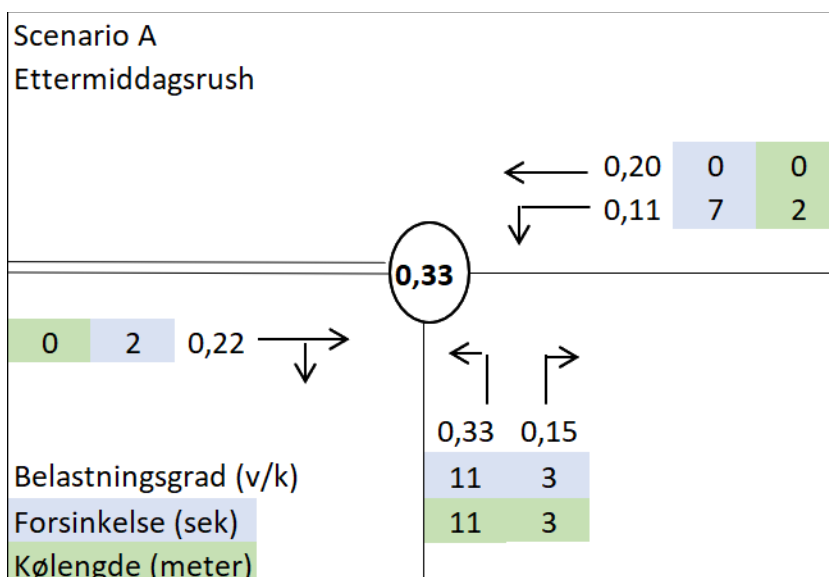 Scenario A
Ettermiddagsrush
0,20 0 0
0,11 7 2
0,33
0 2 0,22
0,33 0,15
Belastningsgrad (v/k) 11 3
Forsinkelse (sek) 11 3
Kølengde (meter)